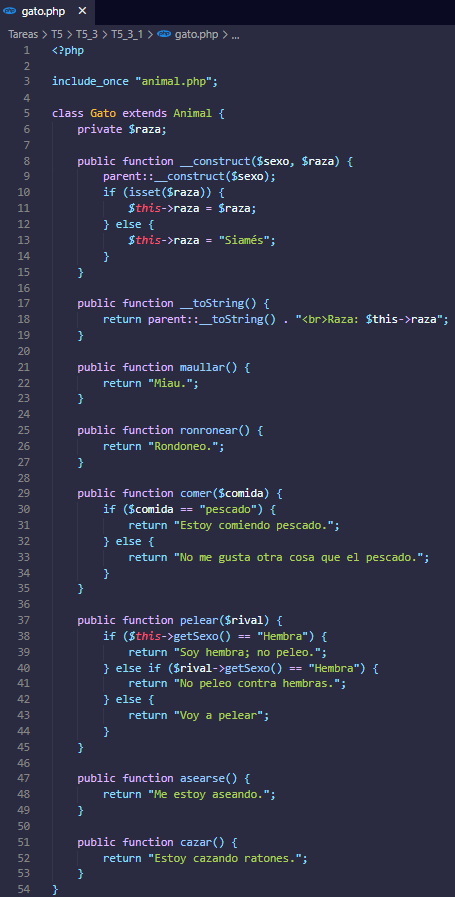 gato.php ×
Tareas > T5 > T5_3 > T5_3_1 > gato.php > ...
1 <?php
2
3 include_once "animal.php";
4
5 class Gato extends Animal {
6     private $raza;
7
8     public function __construct($sexo, $raza) {
9         parent::__construct($sexo);
10         if (isset($raza)) {
11             $this->raza = $raza;
12         } else {
13             $this->raza = "Siamés";
14         }
15     }
16
17     public function __toString() {
18         return parent::__toString() . "<br>Raza: $this->raza";
19     }
20
21     public function maullar() {
22         return "Miau.";
23     }
24
25     public function ronronear() {
26         return "Rondoneo.";
27     }
28
29     public function comer($comida) {
30         if ($comida == "pescado") {
31             return "Estoy comiendo pescado.";
32         } else {
33             return "No me gusta otra cosa que el pescado.";
34         }
35     }
36
37     public function pelear($rival) {
38         if ($this->getSexo() == "Hembra") {
39             return "Soy hembra; no peleo.";
40         } else if ($rival->getSexo() == "Hembra") {
41             return "No peleo contra hembras.";
42         } else {
43             return "Voy a pelear";
44         }
45     }
46
47     public function asearse() {
48         return "Me estoy aseando.";
49     }
50
51     public function cazar() {
52         return "Estoy cazando ratones.";
53     }
54 }